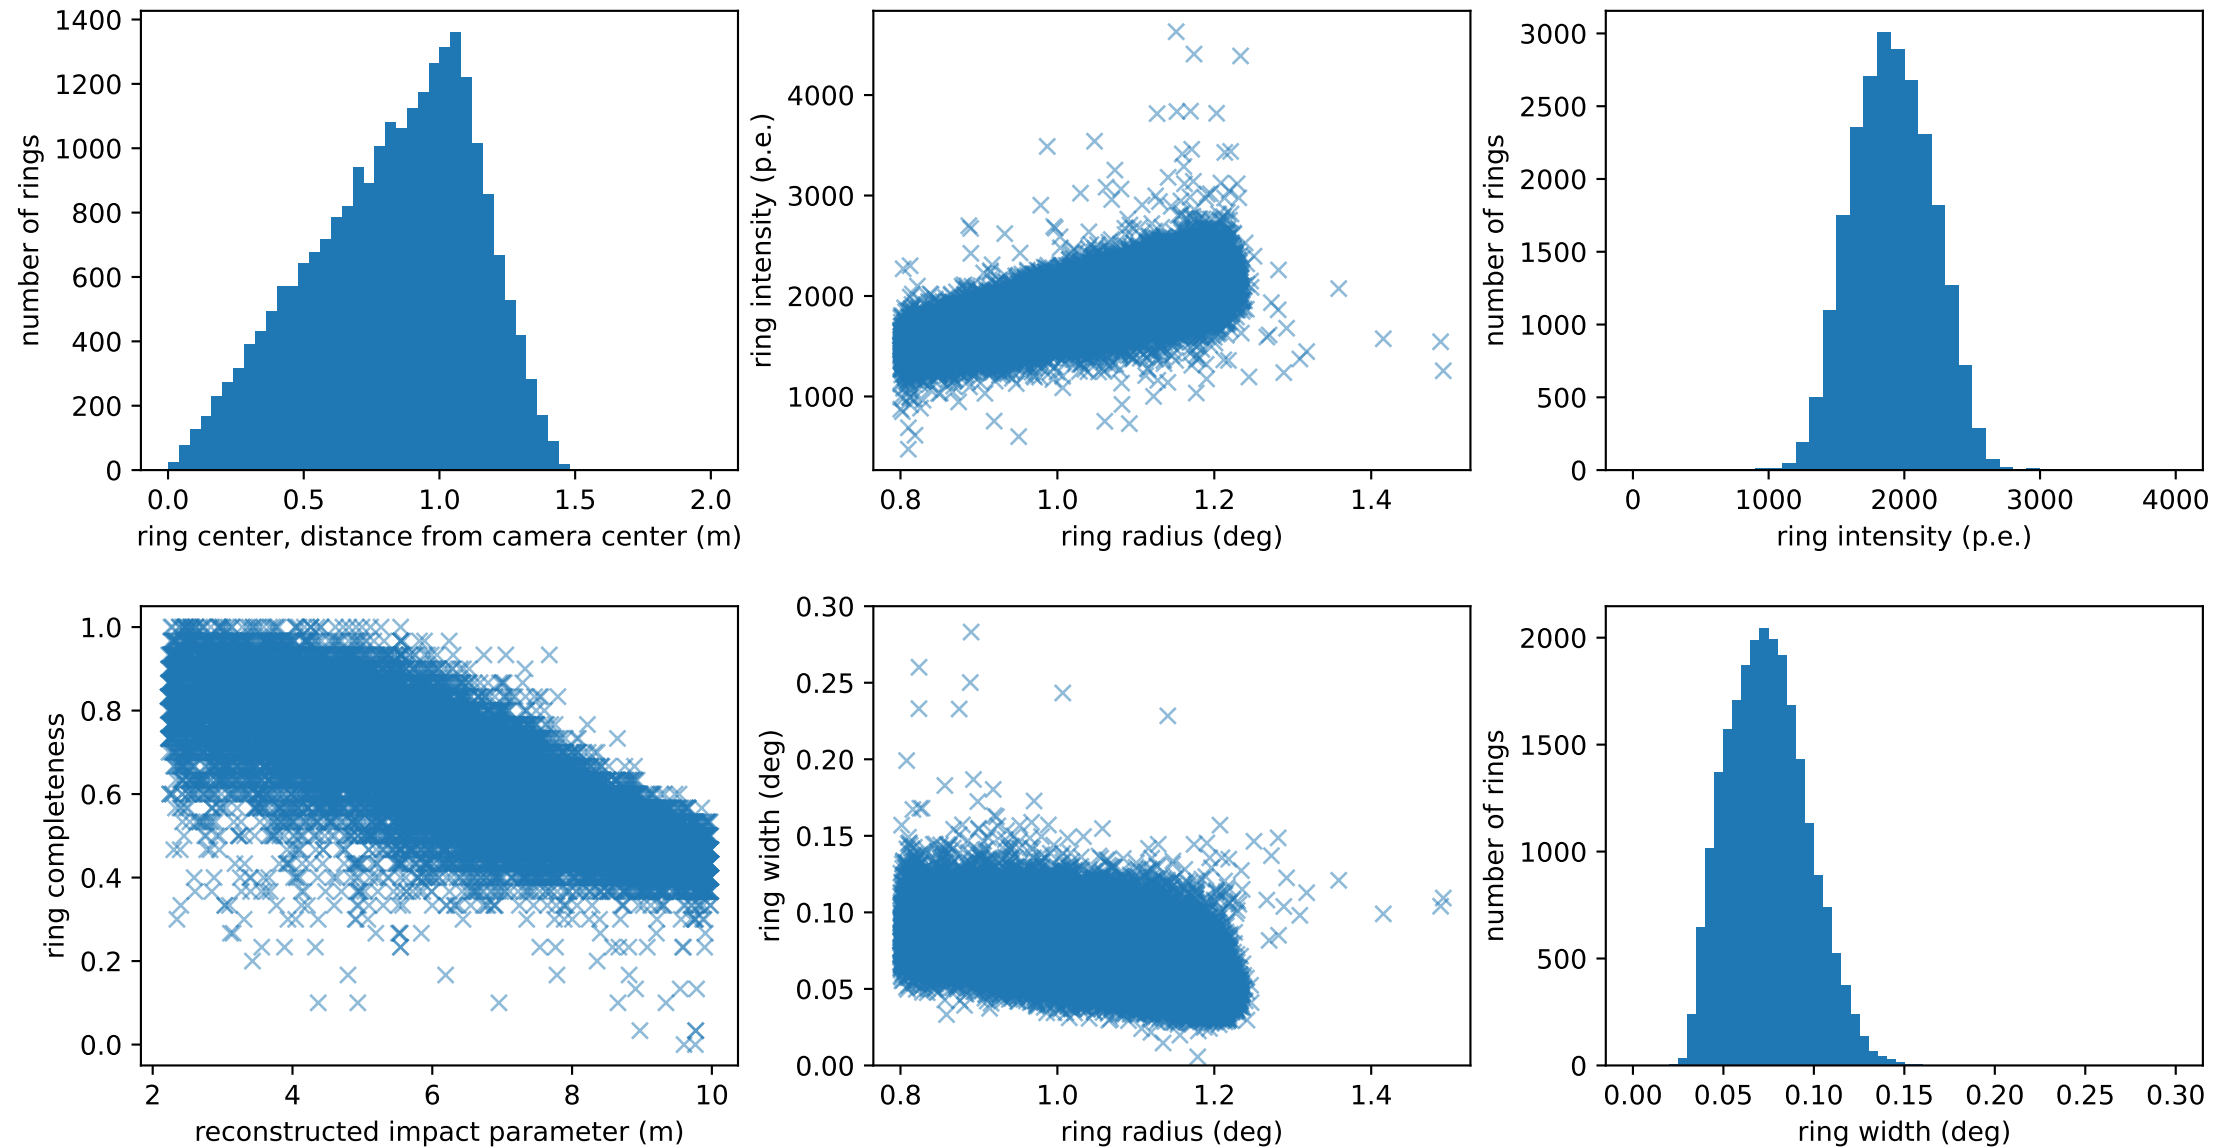 1400
1200
1000
800
600
400
200
0
number of rings
0.0 0.5 1.0 1.5 2.0
ring center, distance from camera center (m)
4000
3000
2000
1000
ring intensity (p.e.)
0.8 1.0 1.2 1.4
ring radius (deg)
3000
2500
2000
1500
1000
500
0
number of rings
0 1000 2000 3000 4000
ring intensity (p.e.)
1.0
0.8
0.6
0.4
0.2
0.0
ring completeness
2 4 6 8 10
reconstructed impact parameter (m)
0.30
0.25
0.20
0.15
0.10
0.05
0.00
ring width (deg)
0.8 1.0 1.2 1.4
ring radius (deg)
2000
1500
1000
500
0
number of rings
0.00 0.05 0.10 0.15 0.20 0.25 0.30
ring width (deg)